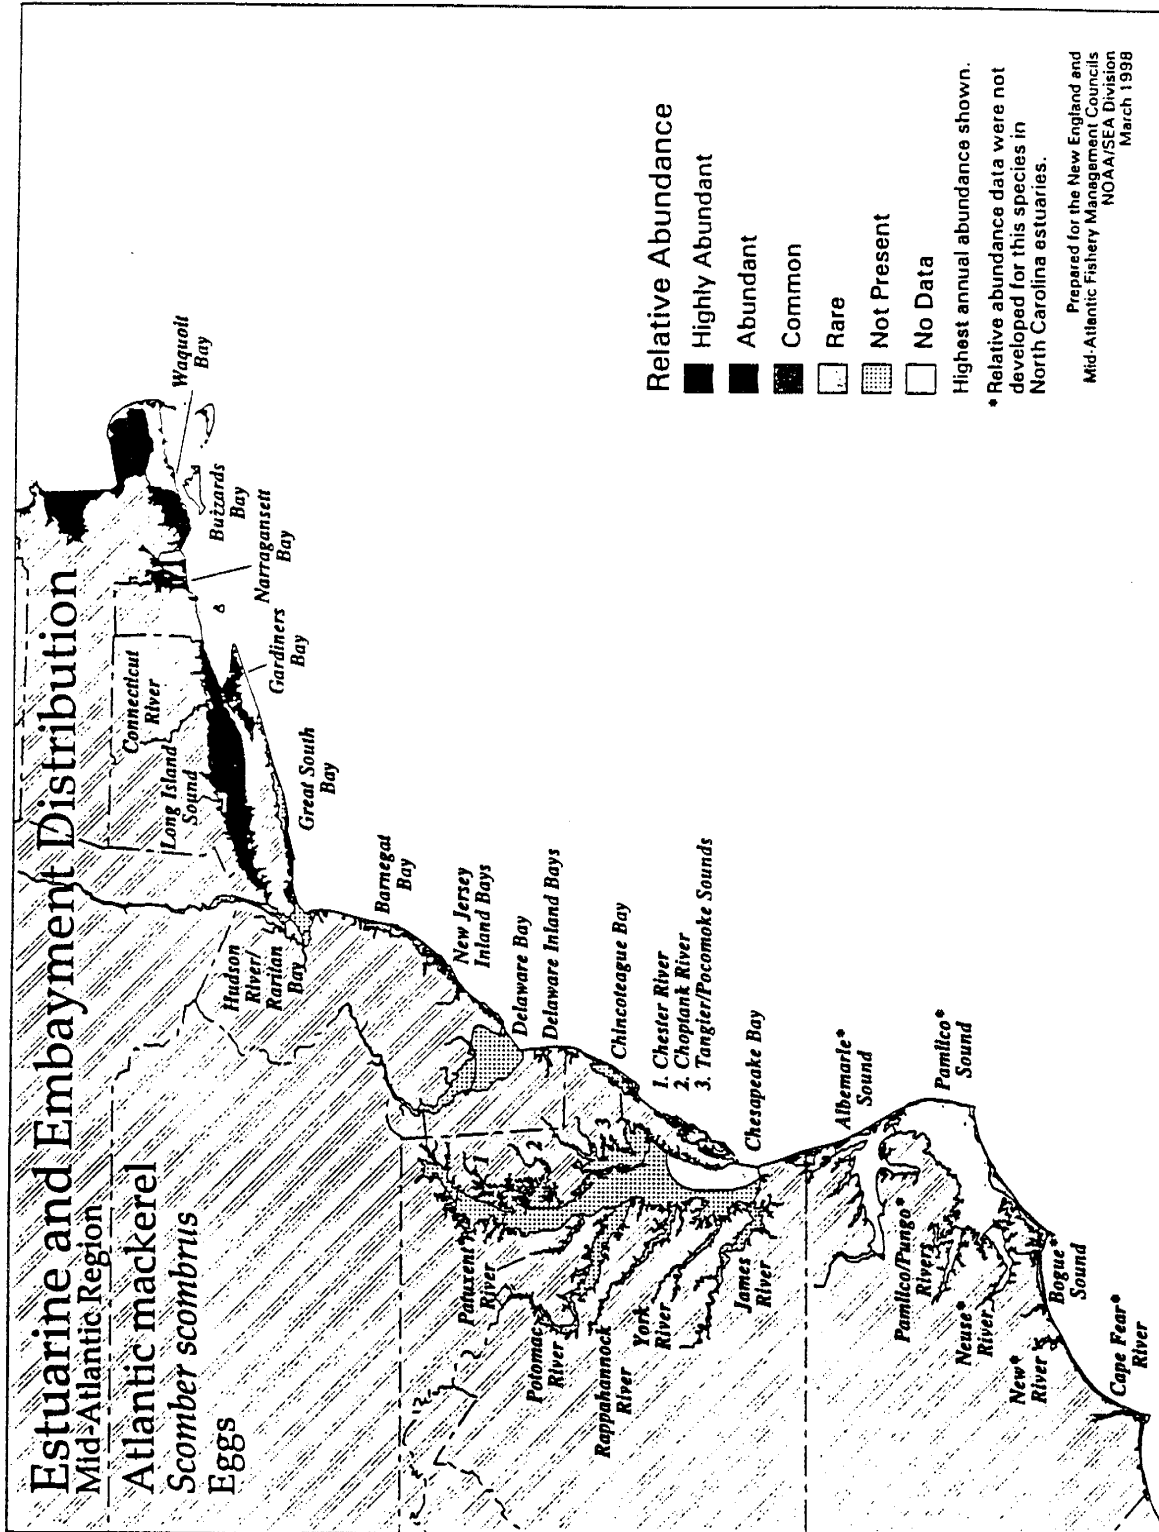 Estuarine and Embayment Distribution
Mid-Atlantic Region
Atlantic mackerel
Scomber scombris
Eggs
Connecticut
River
Long Island
Sound
Waquoit
Bay
Buzzards
Bay
Narragansett
Bay
Gardiners
Bay
Great South
Bay
Hudson
River/
Raritan
Bay
Barnegat
Bay
New Jersey
Inland Bays
Delaware Bay
Delaware Inland Bays
Chincoteague Bay
1. Chester River
2. Choptank River
3. Tangier/Pocomoke Sounds
1
2
3
Chesapeake Bay
Patuxent
River
Potomac
River
Rappahannock
River
York
River
James
River
Albemarle*
Sound
Pamlico*
Sound
Pamlico/Pungo*
Rivers
Neuse*
River
New*
River
Bogue*
Sound
Cape Fear*
River
Relative Abundance
Highly Abundant
Abundant
Common
Rare
Not Present
No Data
Highest annual abundance shown.
* Relative abundance data were not
developed for this species in
North Carolina estuaries.
Prepared for the New England and
Mid-Atlantic Fishery Management Councils
NOAA/SEA Division
March 1998